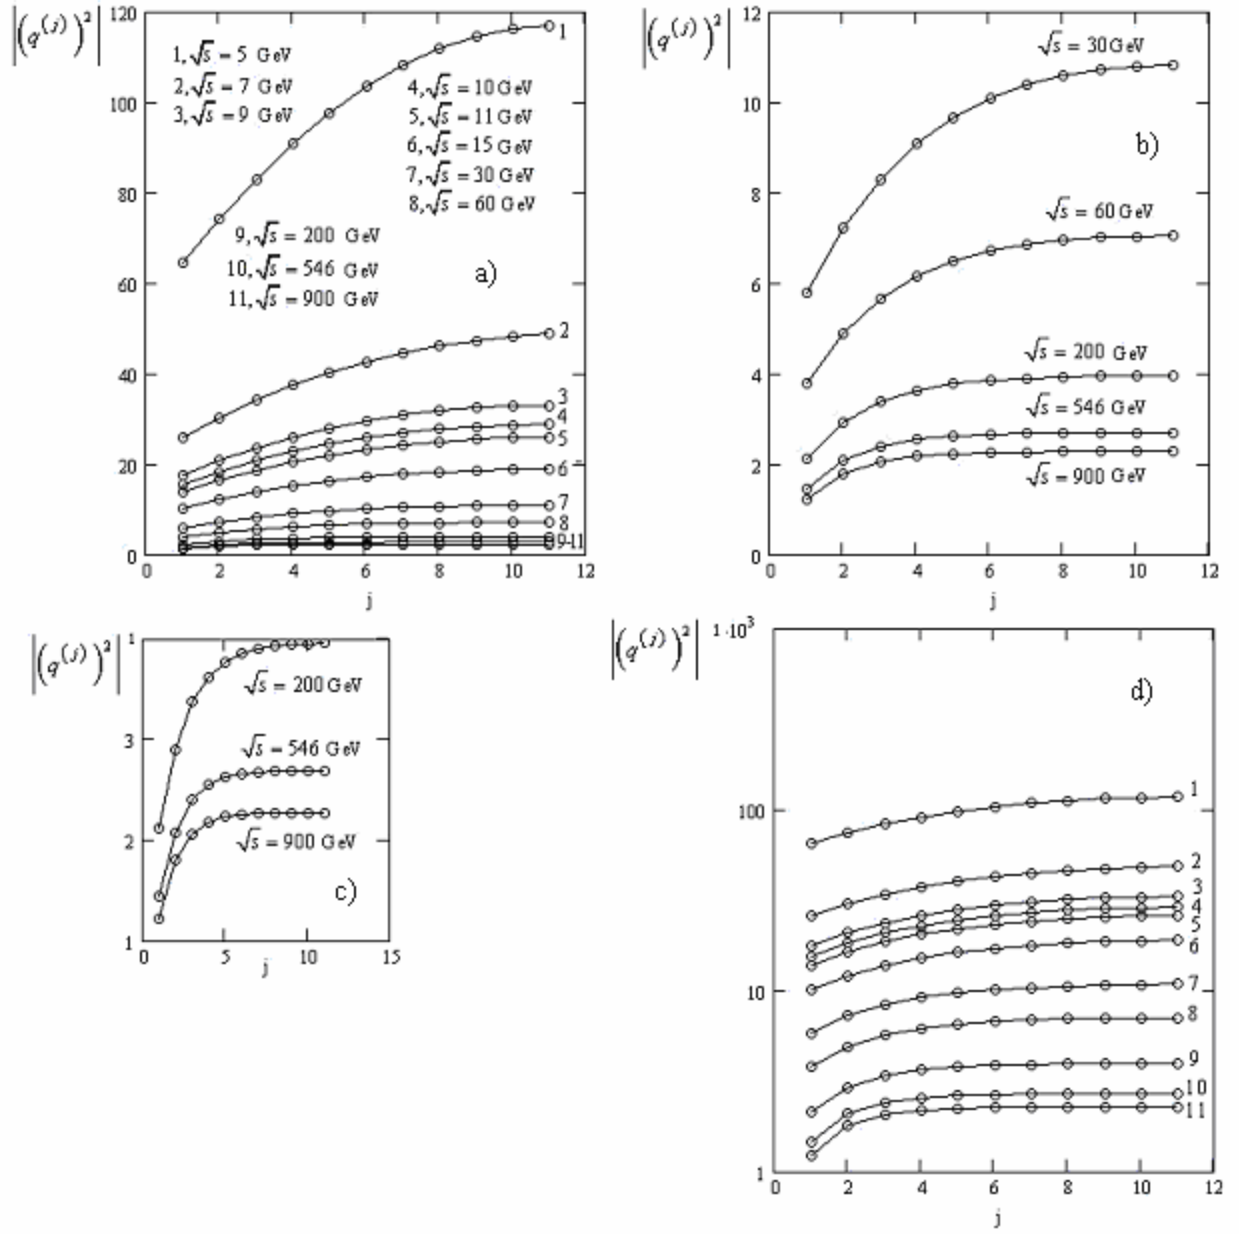 |(q^(j))^2|
120
100
80
60
40
20
0
1,√s = 5 GeV
2,√s = 7 GeV
3,√s = 9 GeV
4,√s = 10 GeV
5,√s = 11 GeV
6,√s = 15 GeV
7,√s = 30 GeV
8,√s = 60 GeV
9,√s = 200 GeV
10,√s = 546 GeV
11,√s = 900 GeV
a)
1
2
3
4
5
6
7
8
9-11
0 2 4 6 8 10 12
j
|(q^(j))^2|
12
10
8
6
4
2
0
√s = 30 GeV
b)
√s = 60 GeV
√s = 200 GeV
√s = 546 GeV
√s = 900 GeV
0 2 4 6 8 10 12
j
|(q^(j))^2|
3
2
1
√s = 200 GeV
√s = 546 GeV
√s = 900 GeV
c)
0 5 10 15
j
|(q^(j))^2|
1·10^3
100
10
1
d)
1
2
3
4
5
6
7
8
9
10
11
0 2 4 6 8 10 12
j